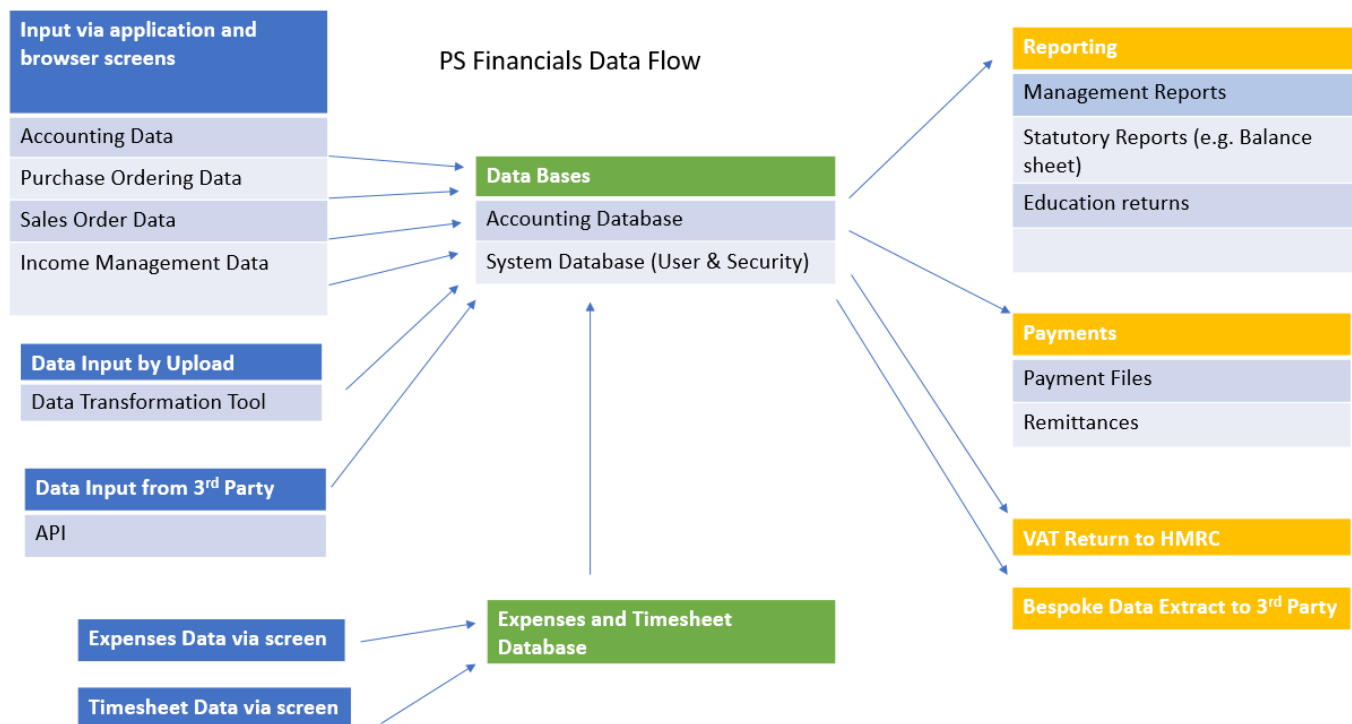 Input via application and
browser screens
Accounting Data
Purchase Ordering Data
Sales Order Data
Income Management Data
Data Input by Upload
Data Transformation Tool
Data Input from 3rd Party
API
Expenses Data via screen
Timesheet Data via screen
PS Financials Data Flow
Data Bases
Accounting Database
System Database (User & Security)
Expenses and Timesheet
Database
Reporting
Management Reports
Statutory Reports (e.g. Balance
sheet)
Education returns
Payments
Payment Files
Remittances
VAT Return to HMRC
Bespoke Data Extract to 3rd Party